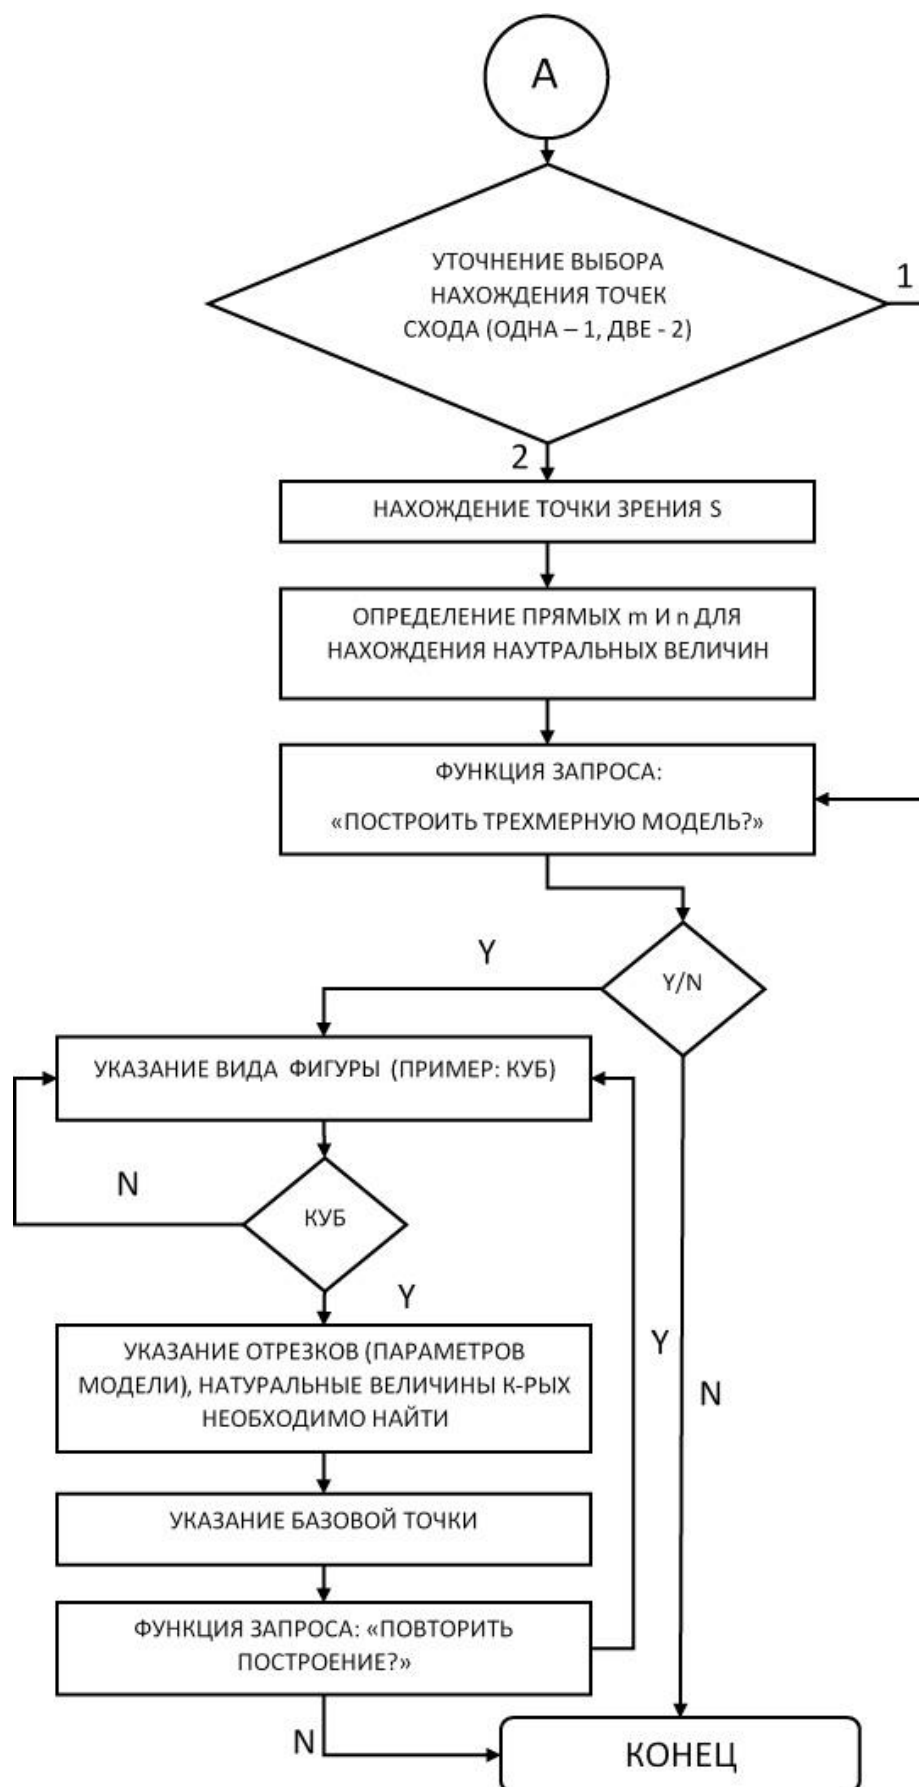 А
УТОЧНЕНИЕ ВЫБОРА
НАХОЖДЕНИЯ ТОЧЕК
СХОДА (ОДНА – 1, ДВЕ - 2)
1
2
НАХОЖДЕНИЕ ТОЧКИ ЗРЕНИЯ S
ОПРЕДЕЛЕНИЕ ПРЯМЫХ m И n ДЛЯ
НАХОЖДЕНИЯ НАУТРАЛЬНЫХ ВЕЛИЧИН
ФУНКЦИЯ ЗАПРОСА:
«ПОСТРОИТЬ ТРЕХМЕРНУЮ МОДЕЛЬ?»
Y
Y/N
УКАЗАНИЕ ВИДА ФИГУРЫ (ПРИМЕР: КУБ)
N
КУБ
Y
УКАЗАНИЕ ОТРЕЗКОВ (ПАРАМЕТРОВ
МОДЕЛИ), НАТУРАЛЬНЫЕ ВЕЛИЧИНЫ К-РЫХ
НЕОБХОДИМО НАЙТИ
Y
N
УКАЗАНИЕ БАЗОВОЙ ТОЧКИ
ФУНКЦИЯ ЗАПРОСА: «ПОВТОРИТЬ
ПОСТРОЕНИЕ?»
N
КОНЕЦ